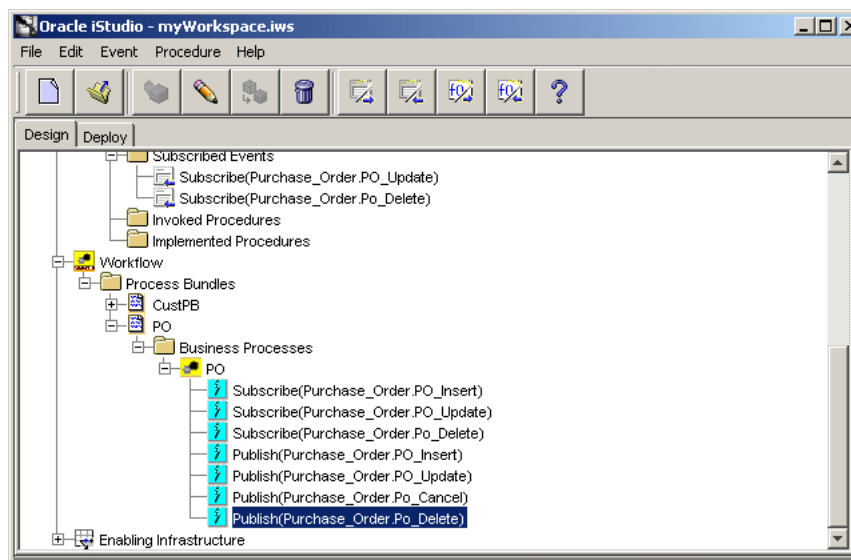 Oracle iStudio - myWorkspace.iws
File Edit Event Procedure Help
Design Deploy
Subscribed Events
Subscribe(Purchase_Order.PO_Update)
Subscribe(Purchase_Order.Po_Delete)
Invoked Procedures
Implemented Procedures
Workflow
Process Bundles
CustPB
PO
Business Processes
PO
Subscribe(Purchase_Order.PO_Insert)
Subscribe(Purchase_Order.PO_Update)
Subscribe(Purchase_Order.Po_Delete)
Publish(Purchase_Order.PO_Insert)
Publish(Purchase_Order.PO_Update)
Publish(Purchase_Order.Po_Cancel)
Publish(Purchase_Order.Po_Delete)
Enabling Infrastructure